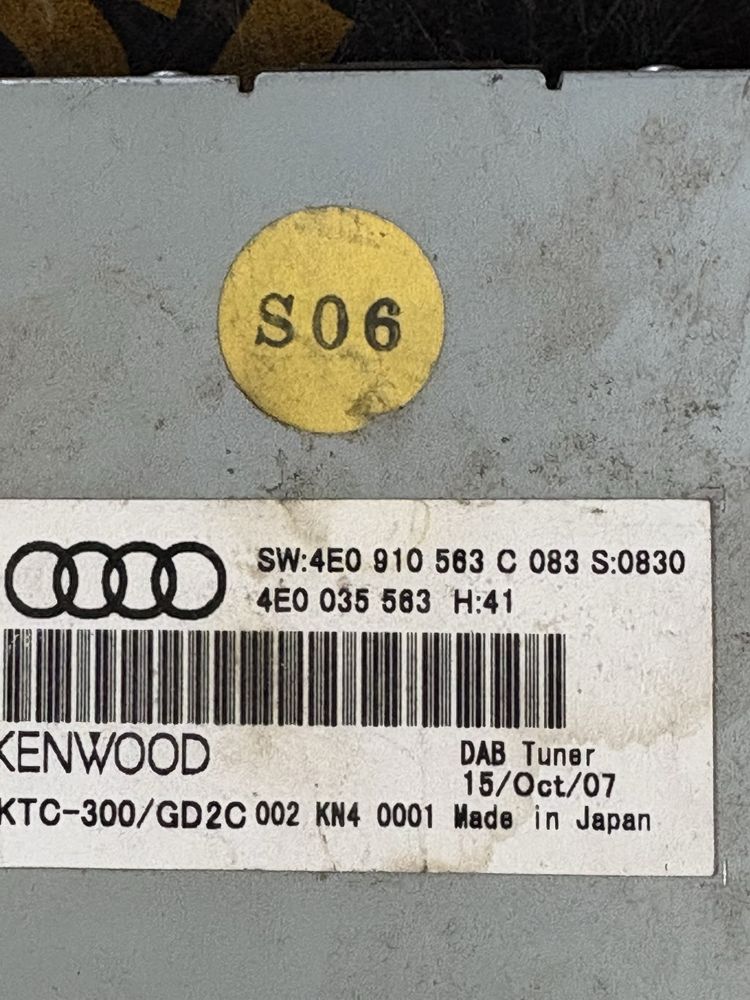 S06
SW:4E0 910 563 C 083 S:0830
4E0 035 563 H:41
KENWOOD
DAB Tuner
15/Oct/07
KTC-300/GD2C 002 KN4 0001 Made in Japan